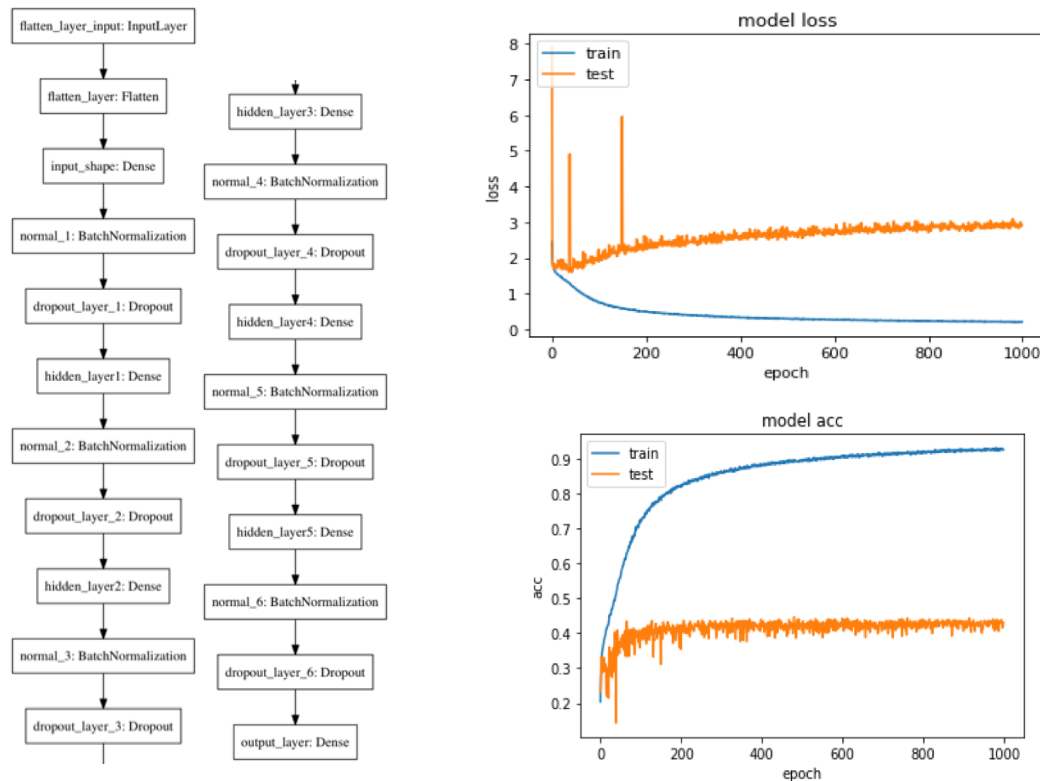 flatten_layer_input: InputLayer
flatten_layer: Flatten
input_shape: Dense
normal_1: BatchNormalization
dropout_layer_1: Dropout
hidden_layer1: Dense
normal_2: BatchNormalization
dropout_layer_2: Dropout
hidden_layer2: Dense
normal_3: BatchNormalization
dropout_layer_3: Dropout
hidden_layer3: Dense
normal_4: BatchNormalization
dropout_layer_4: Dropout
hidden_layer4: Dense
normal_5: BatchNormalization
dropout_layer_5: Dropout
hidden_layer5: Dense
normal_6: BatchNormalization
dropout_layer_6: Dropout
output_layer: Dense
model loss
train
test
loss
8
7
6
5
4
3
2
1
0
0 200 400 600 800 1000
epoch
model acc
train
test
acc
0.9
0.8
0.7
0.6
0.5
0.4
0.3
0.2
0 200 400 600 800 1000
epoch